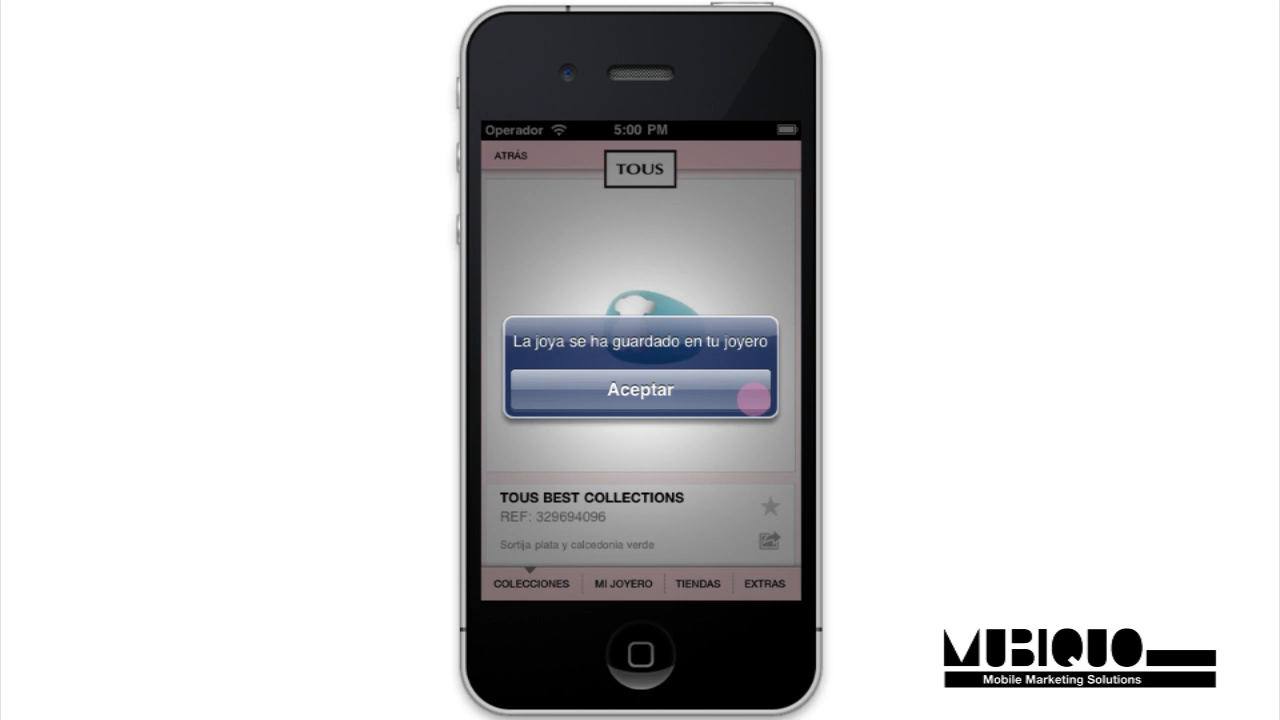 Operador 5:00 PM
ATRÁS
TOUS
La joya se ha guardado en tu joyero
Aceptar
TOUS BEST COLLECTIONS
REF: 329694096
Sortija plata y calcedonia verde
COLECCIONES MI JOYERO TIENDAS EXTRAS
MUBIQUO
Mobile Marketing Solutions